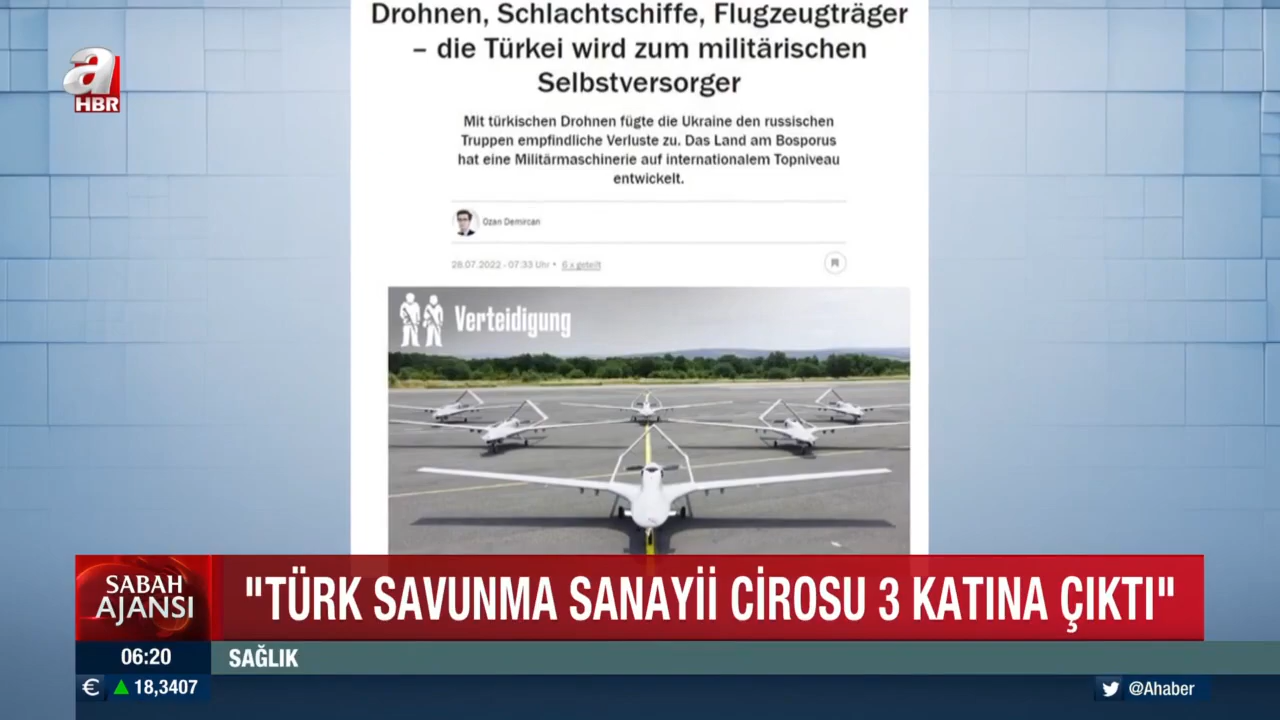 Drohnen, Schlachtschiffe, Flugzeugträger
– die Türkei wird zum militärischen
Selbstversorger
Mit türkischen Drohnen fügte die Ukraine den russischen
Truppen empfindliche Verluste zu. Das Land am Bosporus
hat eine Militärmaschinerie auf internationalem Topniveau
entwickelt.
Ozan Demircan
28.07.2022 - 07:33 Uhr • 6 x geteilt
Verteidigung
a
HBR
SABAH
AJANSI
"TÜRK SAVUNMA SANAYİİ CİROSU 3 KATINA ÇIKTI"
06:20
SAĞLIK
€ ▲ 18,3407
@Ahaber